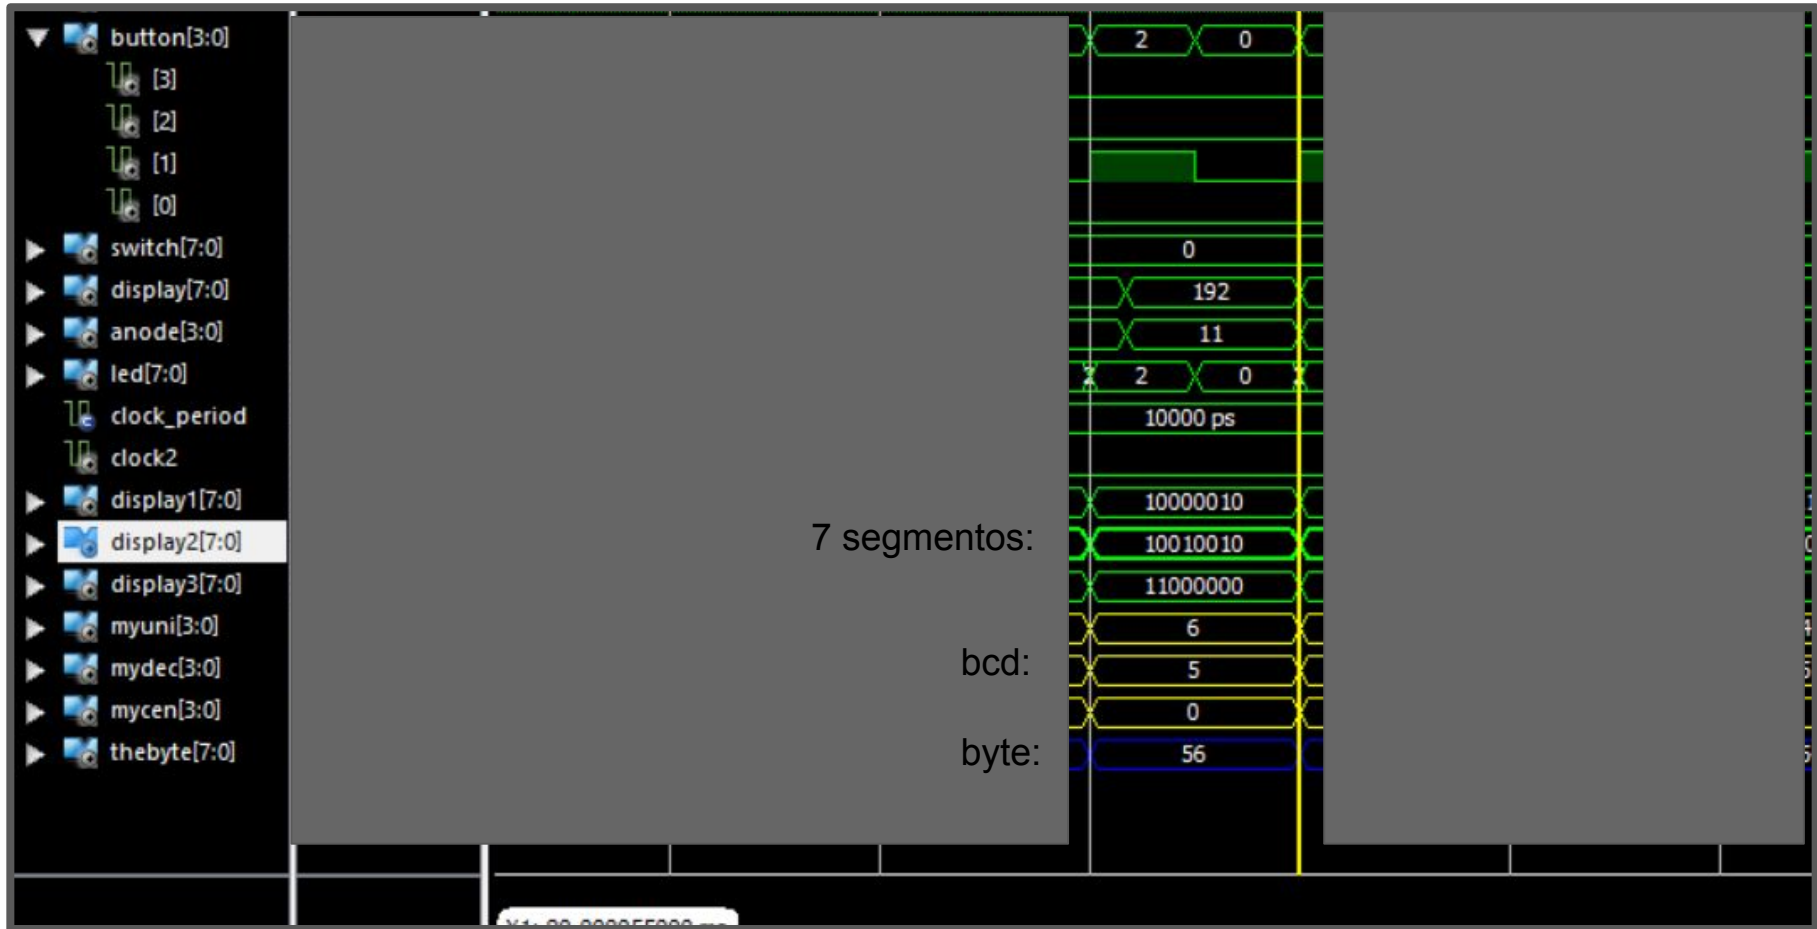 button[3:0] 2 0
[3]
[2]
[1]
[0]
switch[7:0] 0
display[7:0] 192
anode[3:0] 11
led[7:0] 2 0
clock_period 10000 ps
clock2
display1[7:0] 10000010
display2[7:0] 7 segmentos: 10010010
display3[7:0] 11000000
myuni[3:0] 6
mydec[3:0] bcd: 5
mycen[3:0] 0
thebyte[7:0] byte: 56